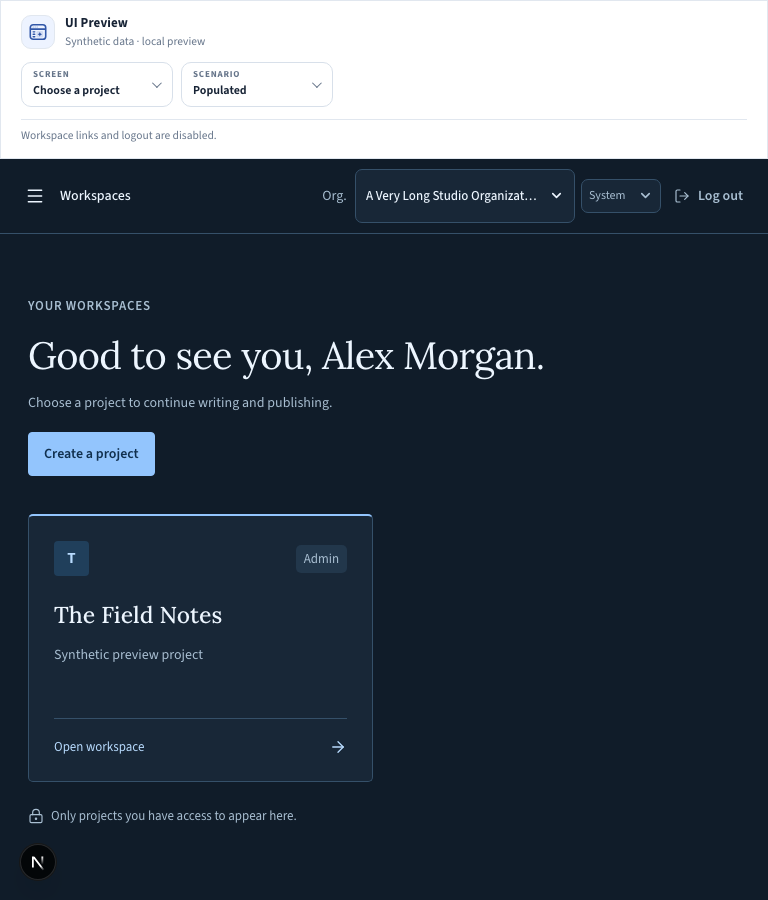 UI Preview
Synthetic data · local preview
SCREEN
Choose a project
SCENARIO
Populated
Workspace links and logout are disabled.
Workspaces
Org.
A Very Long Studio Organizat…
System
Log out
YOUR WORKSPACES
Good to see you, Alex Morgan.
Choose a project to continue writing and publishing.
Create a project
T
Admin
The Field Notes
Synthetic preview project
Open workspace
Only projects you have access to appear here.
N